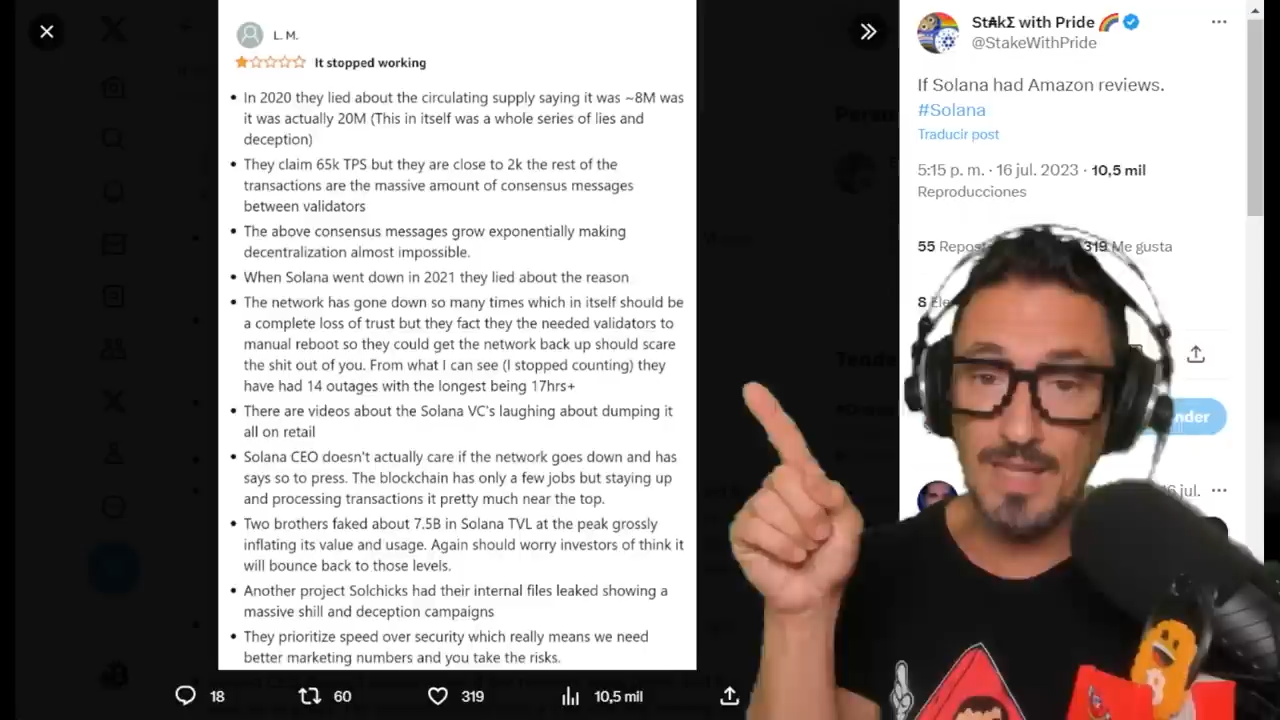 L. M.
It stopped working
• In 2020 they lied about the circulating supply saying it was ~8M was
it was actually 20M (This in itself was a whole series of lies and
deception)
• They claim 65k TPS but they are close to 2k the rest of the
transactions are the massive amount of consensus messages
between validators
• The above consensus messages grow exponentially making
decentralization almost impossible.
• When Solana went down in 2021 they lied about the reason
• The network has gone down so many times which in itself should be
a complete loss of trust but they fact they the needed validators to
manual reboot so they could get the network back up should scare
the shit out of you. From what I can see (I stopped counting) they
have had 14 outages with the longest being 17hrs+
• There are videos about the Solana VC's laughing about dumping it
all on retail
• Solana CEO doesn't actually care if the network goes down and has
says so to press. The blockchain has only a few jobs but staying up
and processing transactions it pretty much near the top.
• Two brothers faked about 7.5B in Solana TVL at the peak grossly
inflating its value and usage. Again should worry investors of think it
will bounce back to those levels.
• Another project Solchicks had their internal files leaked showing a
massive shill and deception campaigns
• They prioritize speed over security which really means we need
better marketing numbers and you take the risks.
18
60
319
10,5 mil
St₳kΣ with Pride 🌈
@StakeWithPride
If Solana had Amazon reviews.
#Solana
Traducir post
5:15 p. m. · 16 jul. 2023 · 10,5 mil
Reproducciones
55
319 Me gusta
8
jul.